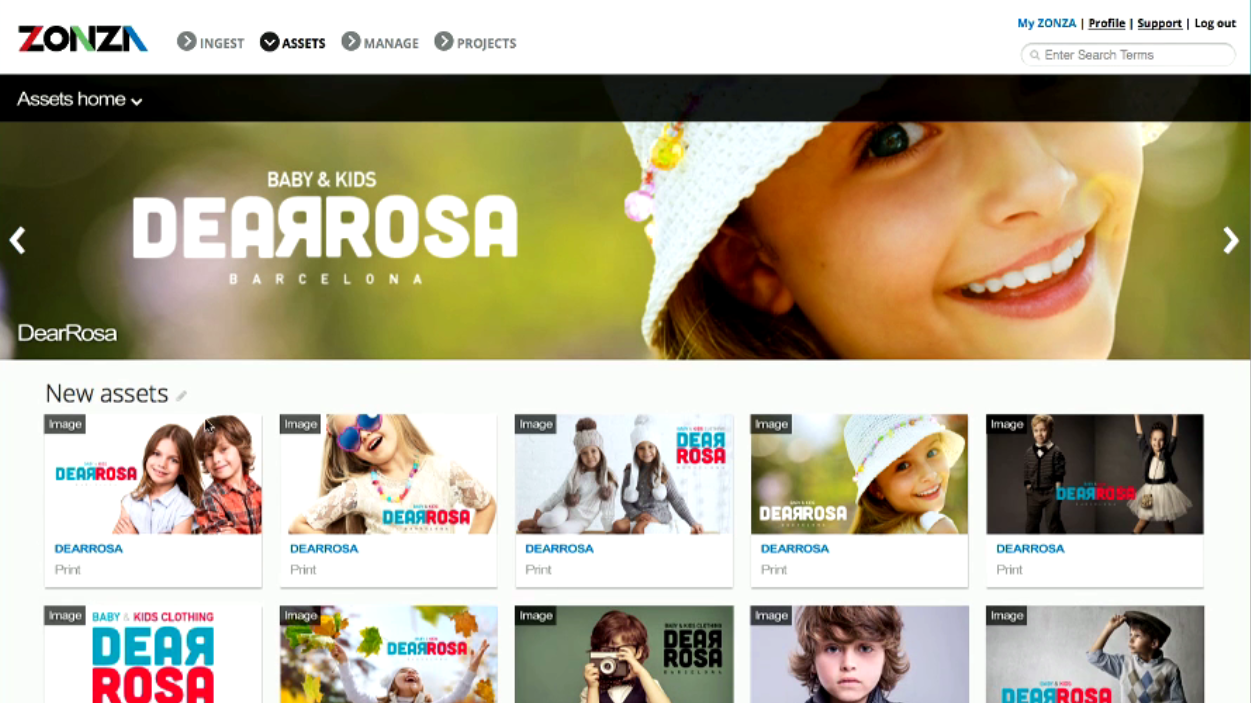 My ZONZA | Profile | Support | Log out
ZONZA INGEST ASSETS MANAGE PROJECTS
Enter Search Terms
Assets home
BABY & KIDS
DEARROSA
BARCELONA
DearRosa
New assets
Image Image Image Image Image
DEARROSA
DEARROSA
DEAR
ROSA
DEARROSA
BARCELONA
DEARROSA
DEARROSA DEARROSA DEARROSA DEARROSA DEARROSA
Print Print Print Print Print
Image Image Image Image Image
BABY & KIDS CLOTHING
DEAR
ROSA
DEARROSA
BABY & KIDS CLOTHING
DEAR
ROSA
BARCELONA
BABY & KIDS
DEARROSA